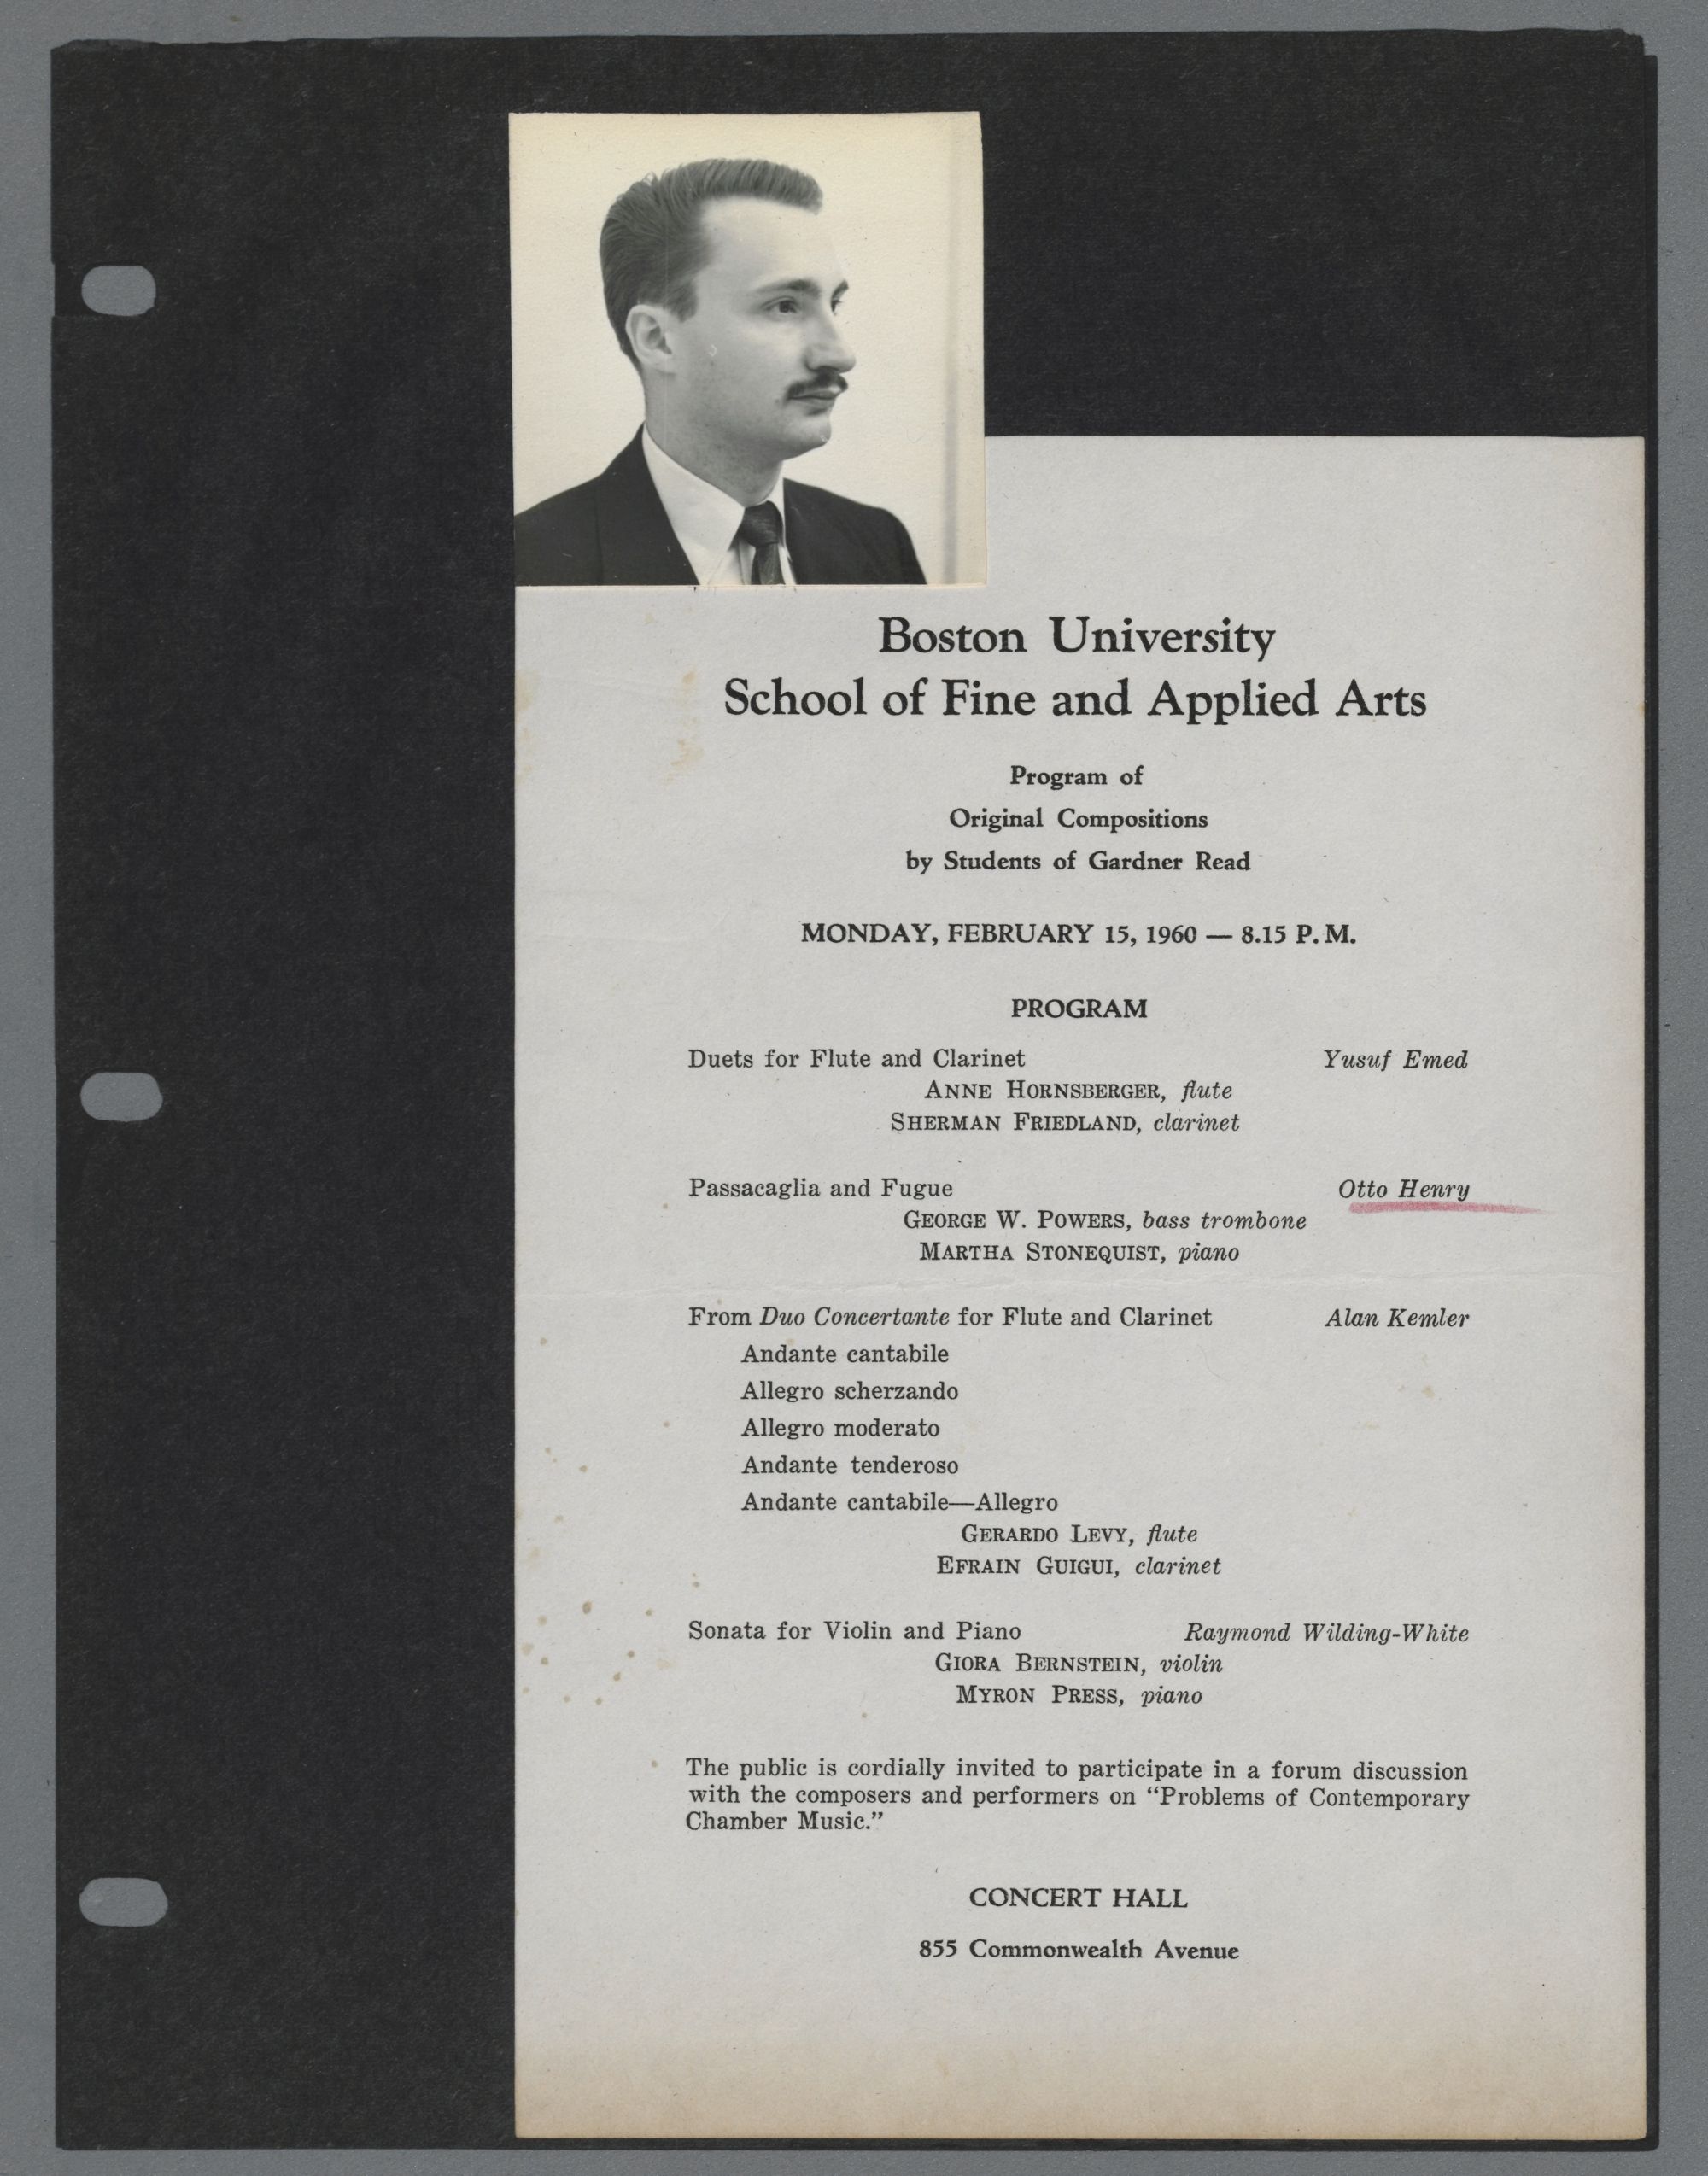 Boston University
School of Fine and Applied Arts
Program of
Original Compositions
by Students of Gardner Read
MONDAY, FEBRUARY 15, 1960 — 8.15 P. M.
PROGRAM
Duets for Flute and Clarinet Yusuf Emed
ANNE HORNSBERGER, flute
SHERMAN FRIEDLAND, clarinet
Passacaglia and Fugue Otto Henry
GEORGE W. POWERS, bass trombone
MARTHA STONEQUIST, piano
From Duo Concertante for Flute and Clarinet Alan Kemler
Andante cantabile
Allegro scherzando
Allegro moderato
Andante tenderoso
Andante cantabile—Allegro
GERARDO LEVY, flute
EFRAIN GUIGUI, clarinet
Sonata for Violin and Piano Raymond Wilding-White
GIORA BERNSTEIN, violin
MYRON PRESS, piano
The public is cordially invited to participate in a forum discussion
with the composers and performers on “Problems of Contemporary
Chamber Music.”
CONCERT HALL
855 Commonwealth Avenue